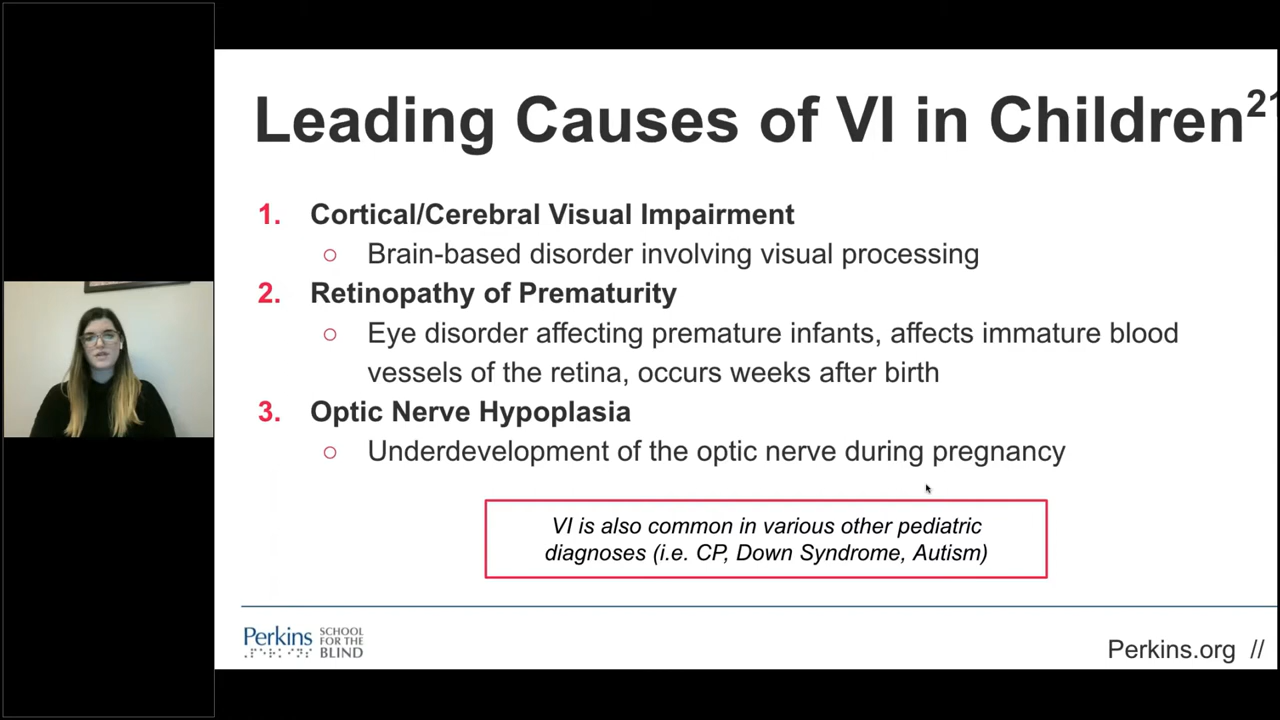 Leading Causes of VI in Children²¹
1. Cortical/Cerebral Visual Impairment
○ Brain-based disorder involving visual processing
2. Retinopathy of Prematurity
○ Eye disorder affecting premature infants, affects immature blood
vessels of the retina, occurs weeks after birth
3. Optic Nerve Hypoplasia
○ Underdevelopment of the optic nerve during pregnancy
VI is also common in various other pediatric
diagnoses (i.e. CP, Down Syndrome, Autism)
Perkins
SCHOOL
FOR THE
BLIND
Perkins.org //